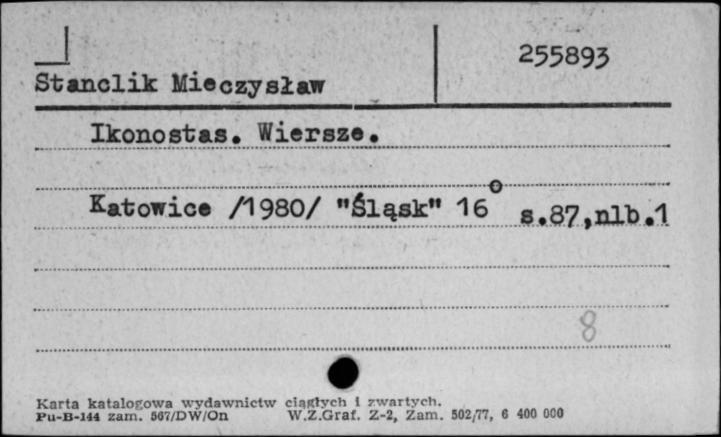 255893
Stanclik Mieczysław
Ikonostas. Wiersze.
Katowice /1980/ "Śląsk" 16° s.87,nlb.1
8
Karta katalogowa wydawnictw ciągłych i zwartych.
Pu-B-144 zam. 567/DW/On W.Z.Graf. Z-2, Zam. 502/77, 6 400 000